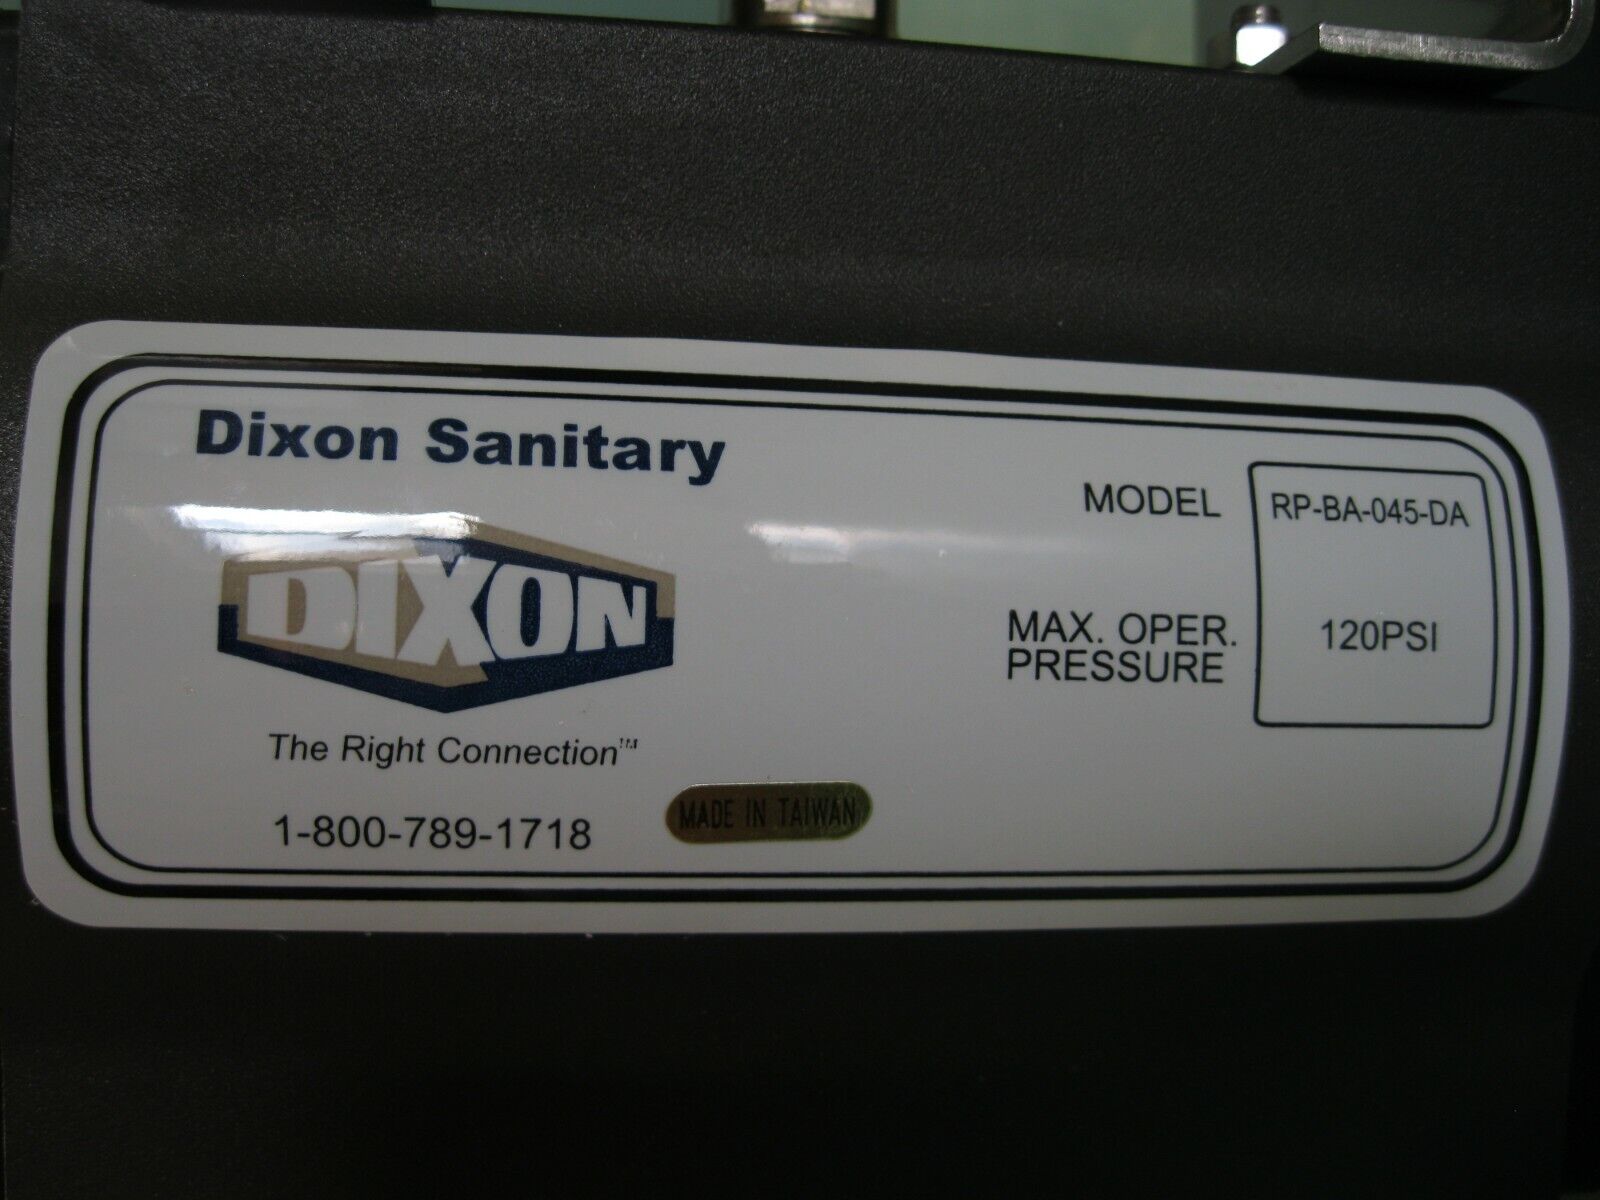 Dixon Sanitary
DIXON
The Right Connection™
1-800-789-1718
MADE IN TAIWAN
MODEL RP-BA-045-DA
MAX. OPER.
PRESSURE 120PSI